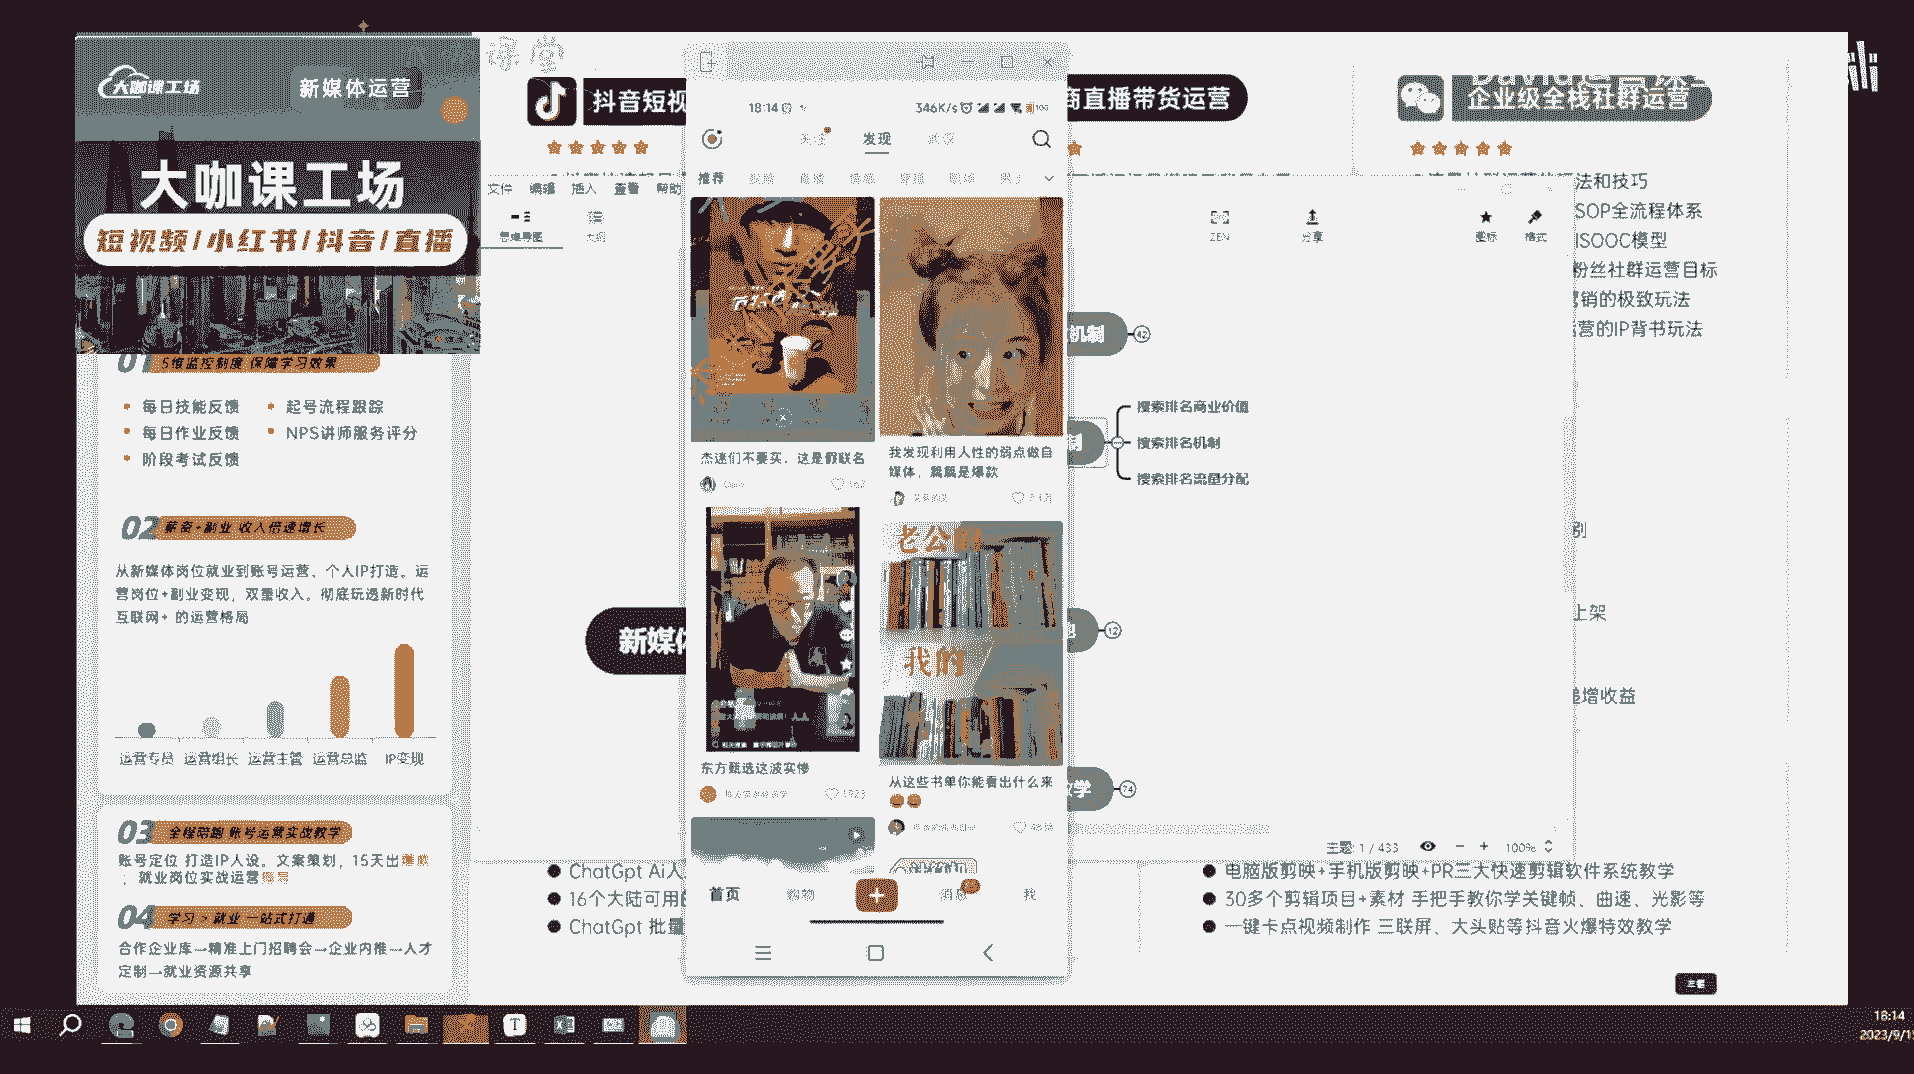 大咖课工场
新媒体运营
大咖课工场
短视频/小红书/抖音/直播
01
5维监控制度 保障学习效果
每日技能反馈
起号流程跟踪
每日作业反馈
NPS讲师服务评分
阶段考试反馈
02
薪资+副业 收入倍速增长
从新媒体岗位就业到账号运营、个人IP打造。运
营岗位+副业变现，双重收入。彻底玩透新时代
互联网+ 的运营格局
运营专员 运营组长 运营主管 运营总监 IP变现
03
全程陪跑 账号运营实战教学
账号定位 打造IP人设。文案策划，15天出爆款
；就业岗位实战运营
04
学习>就业 一站式打通
合作企业库→精准上门招聘会→企业内推→人才
定制→就业资源共享
课堂
抖音短视
商直播带货运营
企业级全栈社群运营
法和技巧
SOP全流程体系
ISOOC模型
粉丝社群运营目标
营销的极致玩法
营的IP背书玩法
别
上架
递增收益
文件 编辑 插入 查看 帮助
思维导图
大纲
ZEN
分享
图标
格式
机制
42
搜索排名商业价值
搜索排名机制
搜索排名流量分配
新媒体
12
学
74
主题: 1 / 433
100%
18:14
346K/s
100
关注
发现
武汉
推荐
视频
直播
情感
穿搭
职场
杰迷们不要买，这是假联名
162
我发现利用人性的弱点做自
媒体，篇篇是爆款
老公的
我的
东方甄选这波实惨
1823
从这些书单你能看出什么来
首页
购物
消息
我
ChatGpt AI人
16个大陆可用的
ChatGpt 批量
电脑版剪映+手机版剪映+PR三大快速剪辑软件系统教学
30多个剪辑项目+素材 手把手教你学关键帧、曲速、光影等
一键卡点视频制作 三联屏、大头贴等抖音火爆特效教学
18:14